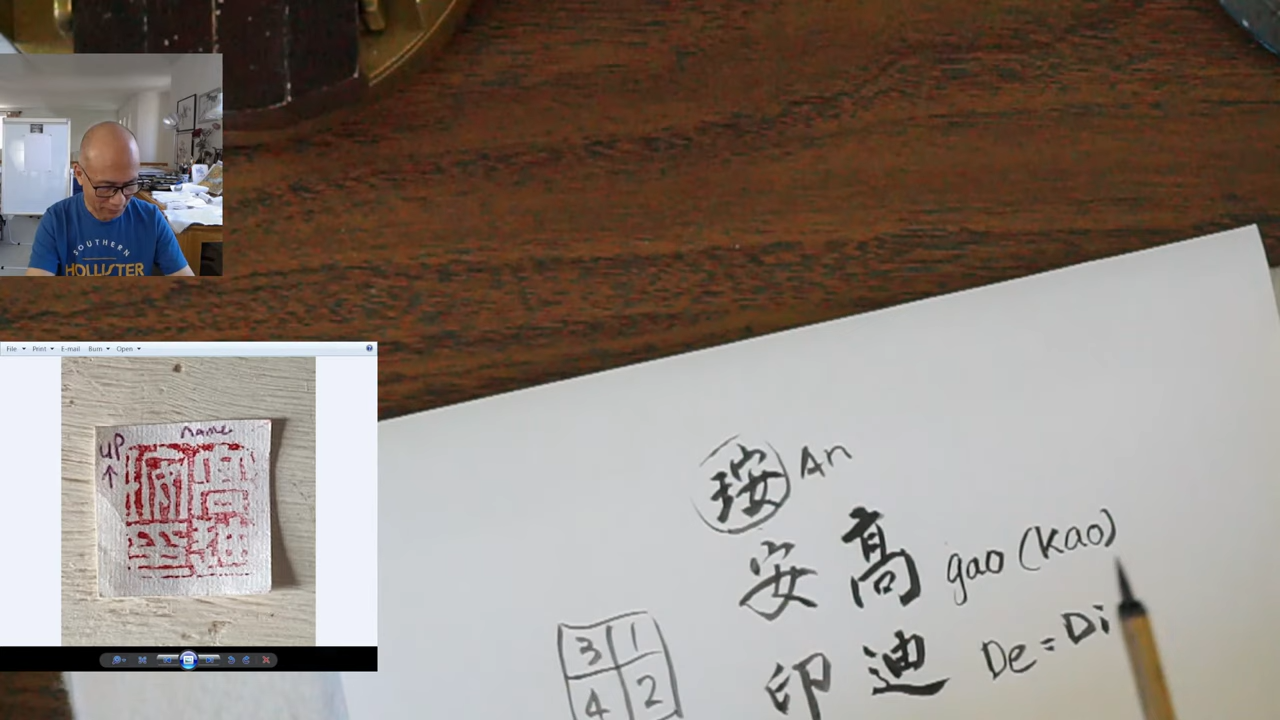 SOUTHERN
HOLLISTER
File Print E-mail Burn Open
name
UP
垵 An
安 高 gao (Kao)
印 迪 De = Di
3 1
4 2